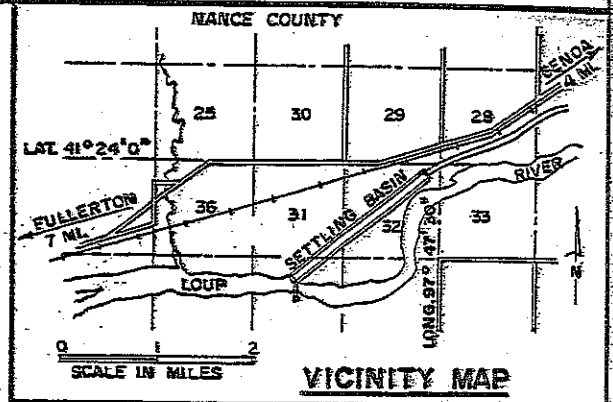 NANCE COUNTY
GENOA
4 MI.
25 30 29 28
LAT. 41° 24' 0"
FULLERTON
7 MI.
36 31 32 33
SETTLING BASIN
RIVER
LOUP
LONG. 97° 47' 30"
N
0 1 2
SCALE IN MILES
VICINITY MAP